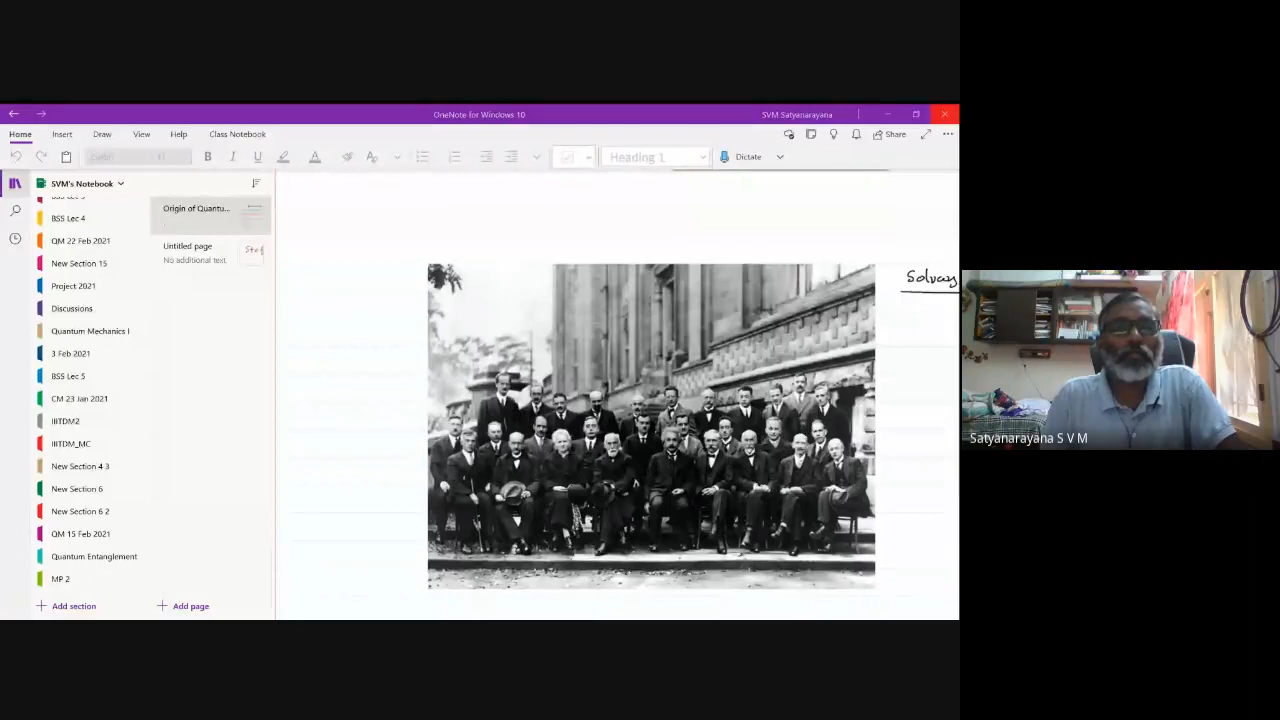 OneNote for Windows 10
SVM Satyanarayana
Home Insert Draw View Help Class Notebook
Share
Calibri 11 B I U A Heading 1 Dictate
SVM's Notebook
BSS Lec 4
QM 22 Feb 2021
New Section 15
Project 2021
Discussions
Quantum Mechanics I
3 Feb 2021
BSS Lec 5
CM 23 Jan 2021
IIITDM2
IIITDM_MC
New Section 4 3
New Section 6
New Section 6 2
QM 15 Feb 2021
Quantum Entanglement
MP 2
Add section
Origin of Quantu...
Untitled page
No additional text
Add page
Solvay
Satyanarayana S V M